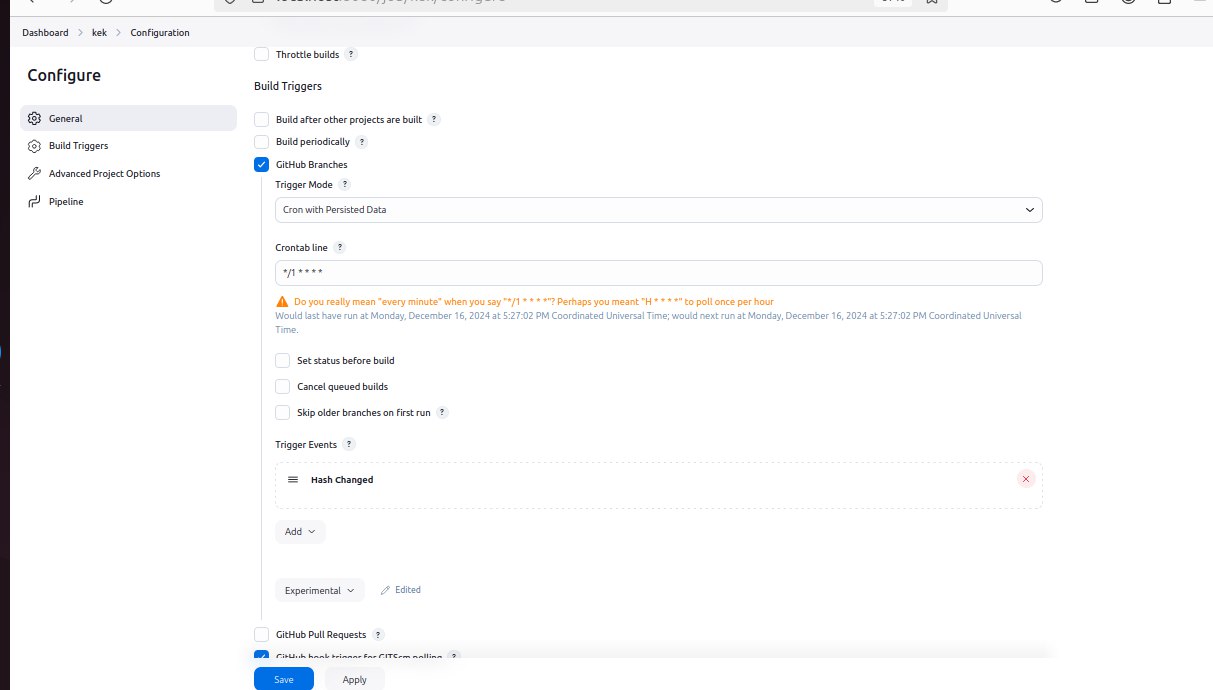 Dashboard > kek > Configuration
Configure
General
Build Triggers
Advanced Project Options
Pipeline
Throttle builds ?
Build Triggers
Build after other projects are built ?
Build periodically ?
GitHub Branches
Trigger Mode ?
Cron with Persisted Data
Crontab line ?
*/1 * * * *
Do you really mean "every minute" when you say "*/1 * * * *"? Perhaps you meant "H * * * *" to poll once per hour
Would last have run at Monday, December 16, 2024 at 5:27:02 PM Coordinated Universal Time; would next run at Monday, December 16, 2024 at 5:27:02 PM Coordinated Universal
Time.
Set status before build
Cancel queued builds
Skip older branches on first run ?
Trigger Events ?
Hash Changed
Add
Experimental
Edited
GitHub Pull Requests ?
GitHub hook trigger for GITScm polling ?
Save
Apply